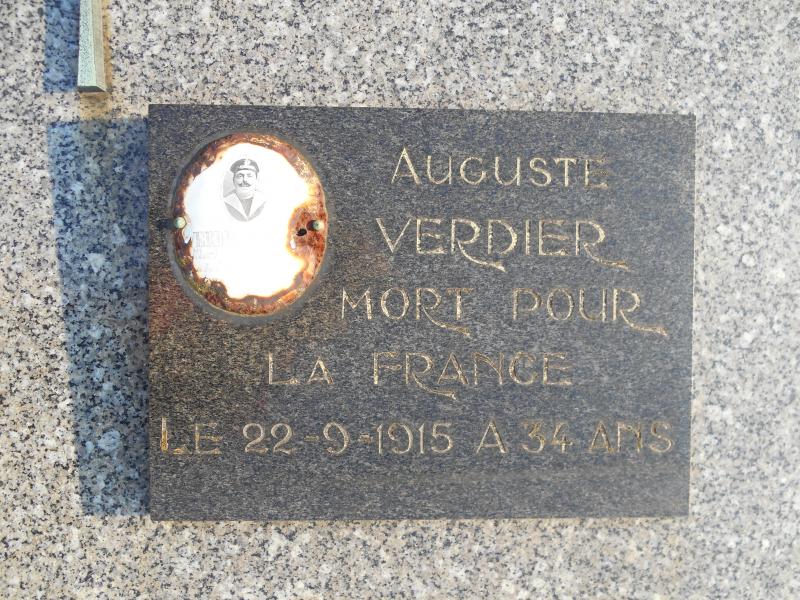 AUGUSTE
VERDIER
MORT POUR
LA FRANCE
LE 22-9-1915 A 34 ANS